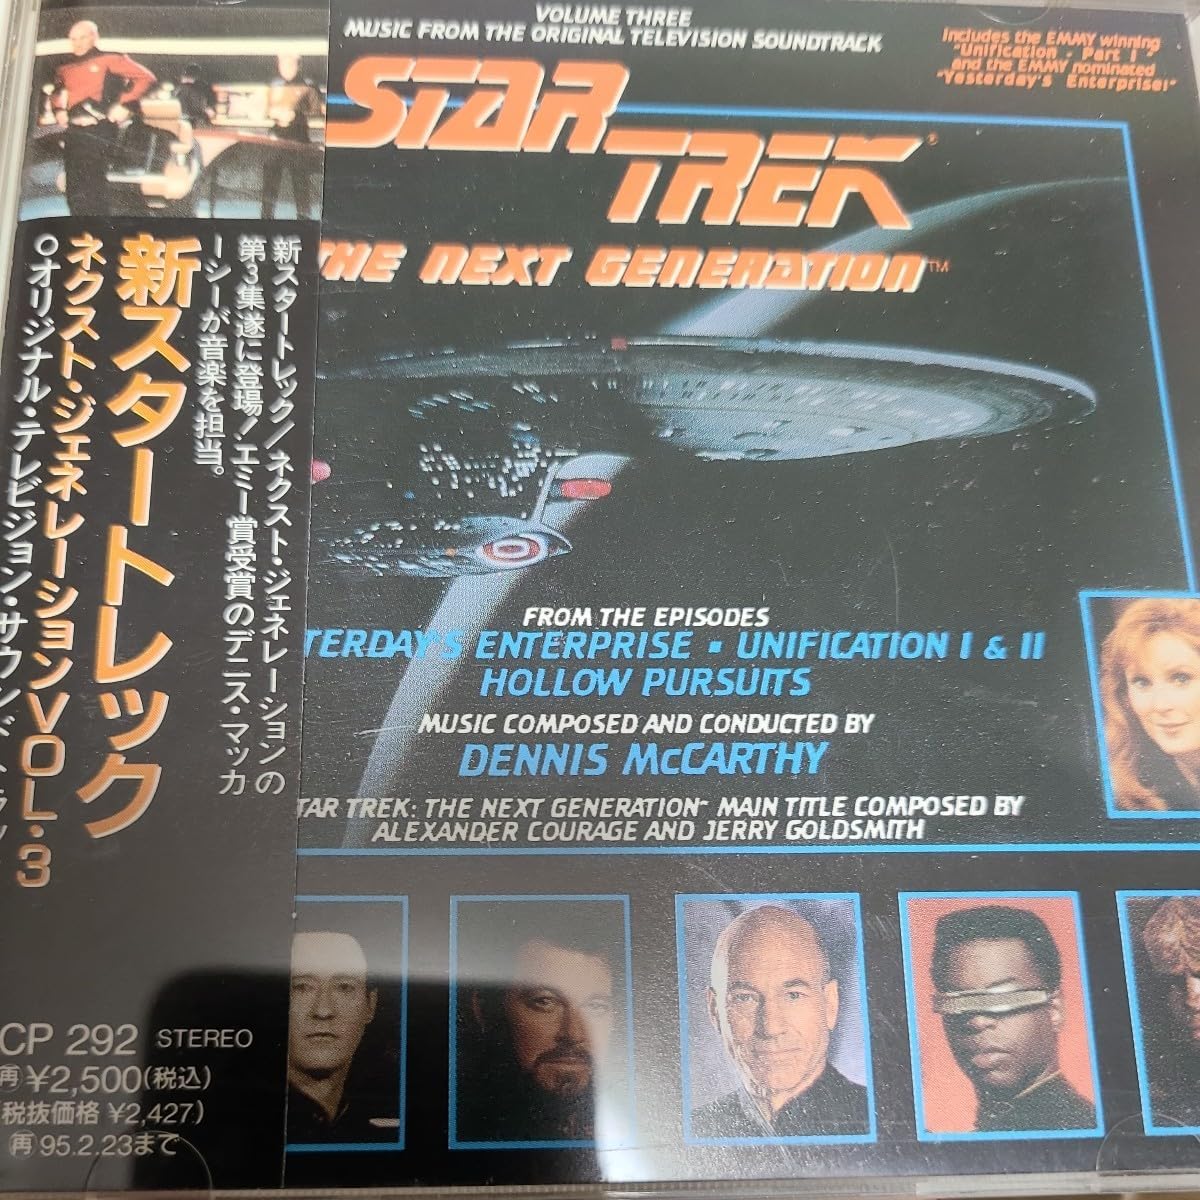 VOLUME THREE
MUSIC FROM THE ORIGINAL TELEVISION SOUNDTRACK
Includes the EMMY winning
"Unification - Part I"
and the EMMY nominated
"Yesterday's Enterprise!"
STAR TREK®
THE NEXT GENERATION™
新スタートレック/ネクスト・ジェネレーションの
第3集遂に登場!エミー賞受賞のデニス・マッカ
ーシーが音楽を担当。
新スタートレック
ネクスト・ジェネレーションVOL.3
○オリジナル・テレビジョン・サウンドトラッ
FROM THE EPISODES
TERDAY'S ENTERPRISE ▪ UNIFICATION I & II
HOLLOW PURSUITS
MUSIC COMPOSED AND CONDUCTED BY
DENNIS McCARTHY
TAR TREK: THE NEXT GENERATION™ MAIN TITLE COMPOSED BY
ALEXANDER COURAGE AND JERRY GOLDSMITH
CP 292 STEREO
再 ¥2,500(税込)
(税抜価格 ¥2,427)
再 95.2.23まで